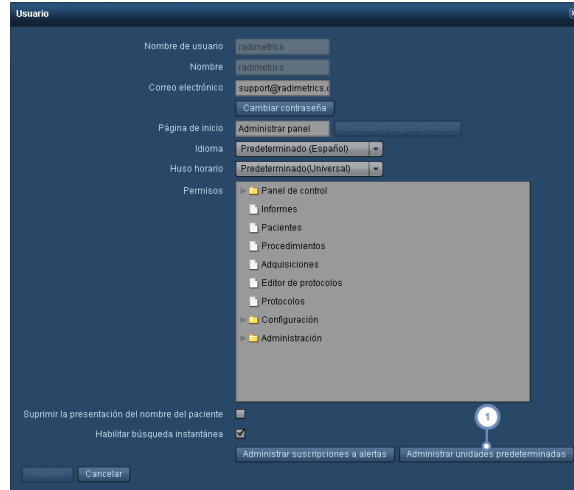 Usuario
Nombre de usuario radimetrics
Nombre radimetrics
Correo electrónico support@radimetrics.c
Cambiar contraseña
Página de inicio Administrar panel
Idioma Predeterminado (Español)
Huso horario Predeterminado(Universal)
Permisos Panel de control
Informes
Pacientes
Procedimientos
Adquisiciones
Editor de protocolos
Protocolos
Configuración
Administración
Suprimir la presentación del nombre del paciente
1
Habilitar búsqueda instantánea
Administrar suscripciones a alertas Administrar unidades predeterminadas
Cancelar